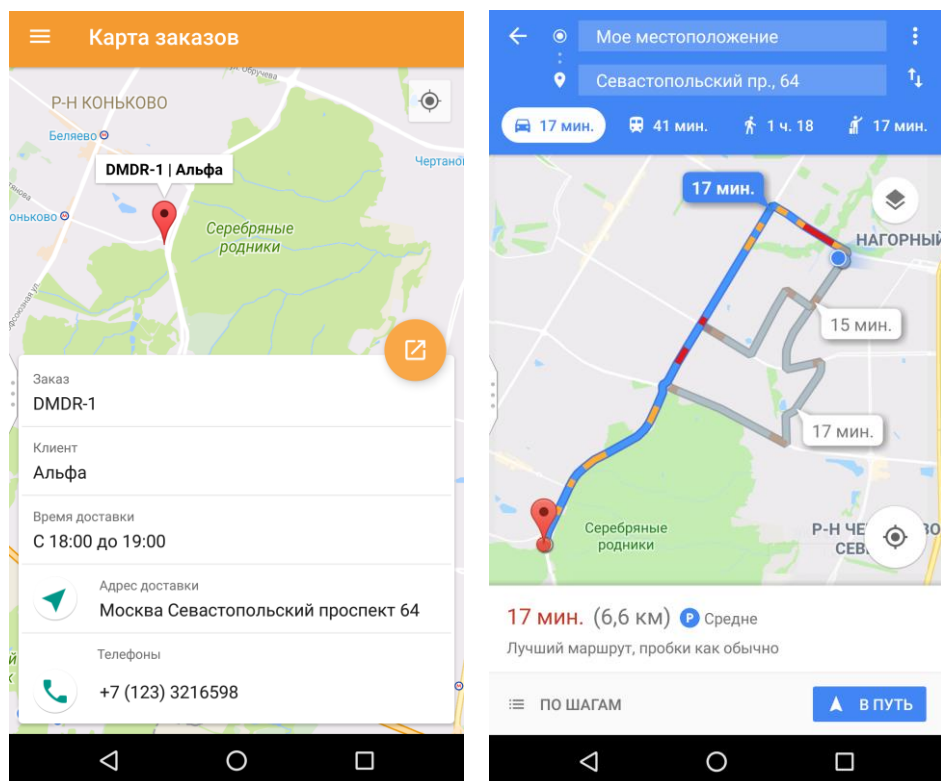 Карта заказов
ул. Обручева
Р-Н КОНЬКОВО
Беляево
DMDR-1 | Альфа
Серебряные
родники
Заказ
DMDR-1
Клиент
Альфа
Время доставки
С 18:00 до 19:00
Адрес доставки
Москва Севастопольский проспект 64
Телефоны
+7 (123) 3216598
Мое местоположение
Севастопольский пр., 64
17 мин. 41 мин. 1 ч. 18 17 мин.
17 мин.
НАГОРНЫЙ
15 мин.
17 мин.
Серебряные
родники
Р-Н ЧЕ
СЕВ
17 мин. (6,6 км) P Средне
Лучший маршрут, пробки как обычно
ПО ШАГАМ
В ПУТЬ